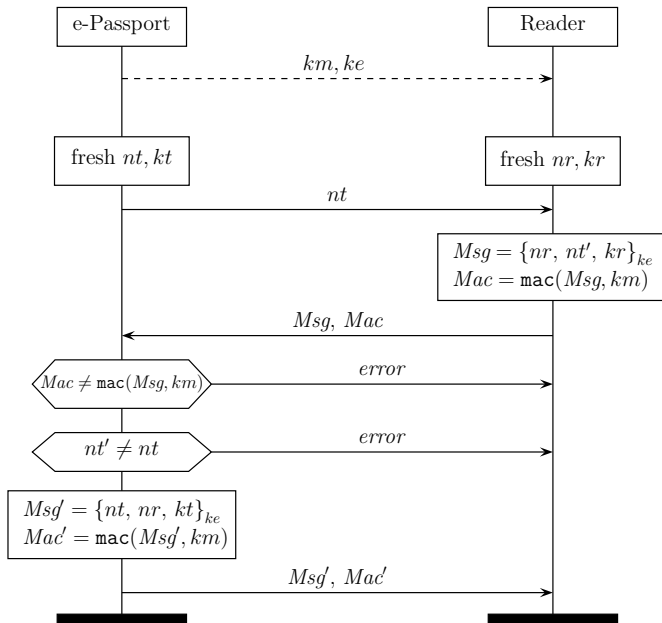 e-Passport
Reader
km, ke
fresh nt, kt
fresh nr, kr
nt
Msg = {nr, nt′, kr}ₖₑ
Mac = mac(Msg, km)
Msg, Mac
Mac ≠ mac(Msg, km)
error
nt′ ≠ nt
error
Msg′ = {nt, nr, kt}ₖₑ
Mac′ = mac(Msg′, km)
Msg′, Mac′